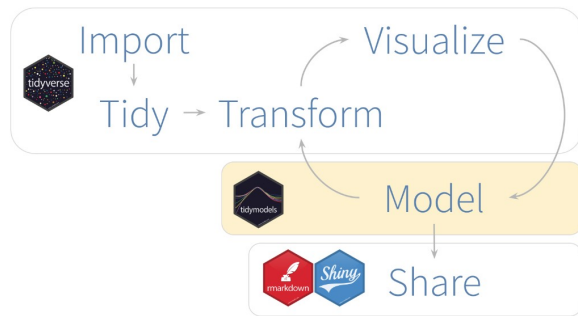 Import
Visualize
tidyverse
Tidy
Transform
tidymodels
Model
rmarkdown
Shiny
Share